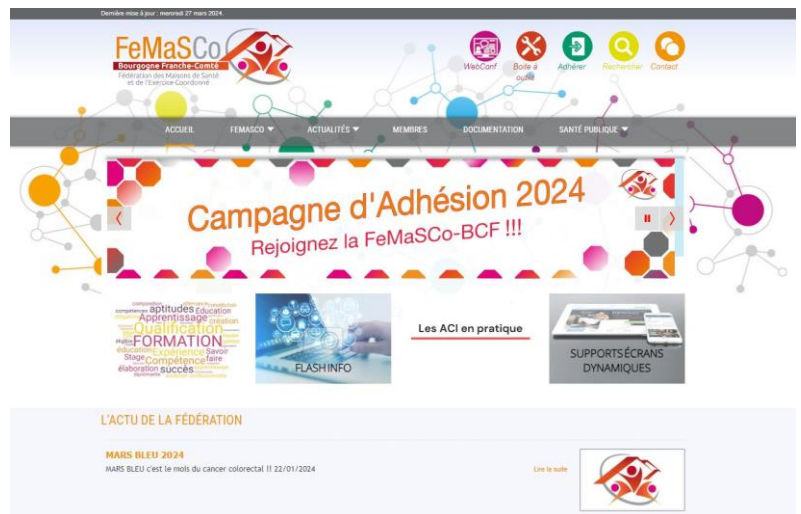 Dernière mise à jour : mercredi 27 mars 2024
FeMaSCo
Bourgogne Franche-Comté
Fédération des Maisons de Santé
et de l'Exercice Coordonné
WebConf
Boite à
outils
Adhérer
Rechercher
Contact
ACCUEIL
FEMASCO
ACTUALITÉS
MEMBRES
DOCUMENTATION
SANTÉ PUBLIQUE
Campagne d'Adhésion 2024
Rejoignez la FeMaSCo-BCF !!!
aptitudes Education
Apprentissage création
Qualification
FORMATION
éducation Expérience Savoir
Stage Compétence faire
élaboration succès
FLASH INFO
Les ACI en pratique
SUPPORTS ÉCRANS
DYNAMIQUES
L'ACTU DE LA FÉDÉRATION
MARS BLEU 2024
MARS BLEU c'est le mois du cancer colorectal !! 22/01/2024
Lire la suite